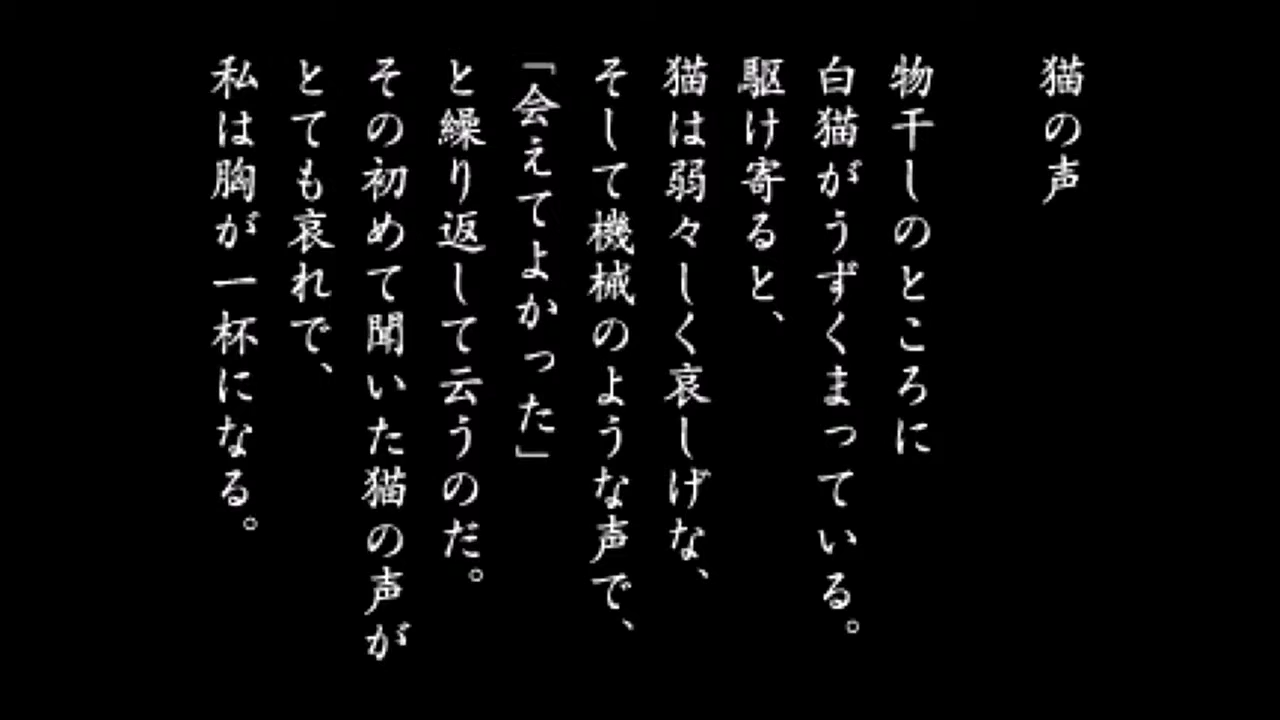 猫の声
物干しのところに
白猫がうずくまっている。
駆け寄ると、
猫は弱々しく哀しげな、
そして機械のような声で、
「会えてよかった」
と繰り返して云うのだ。
その初めて聞いた猫の声が
とても哀れで、
私は胸が一杯になる。